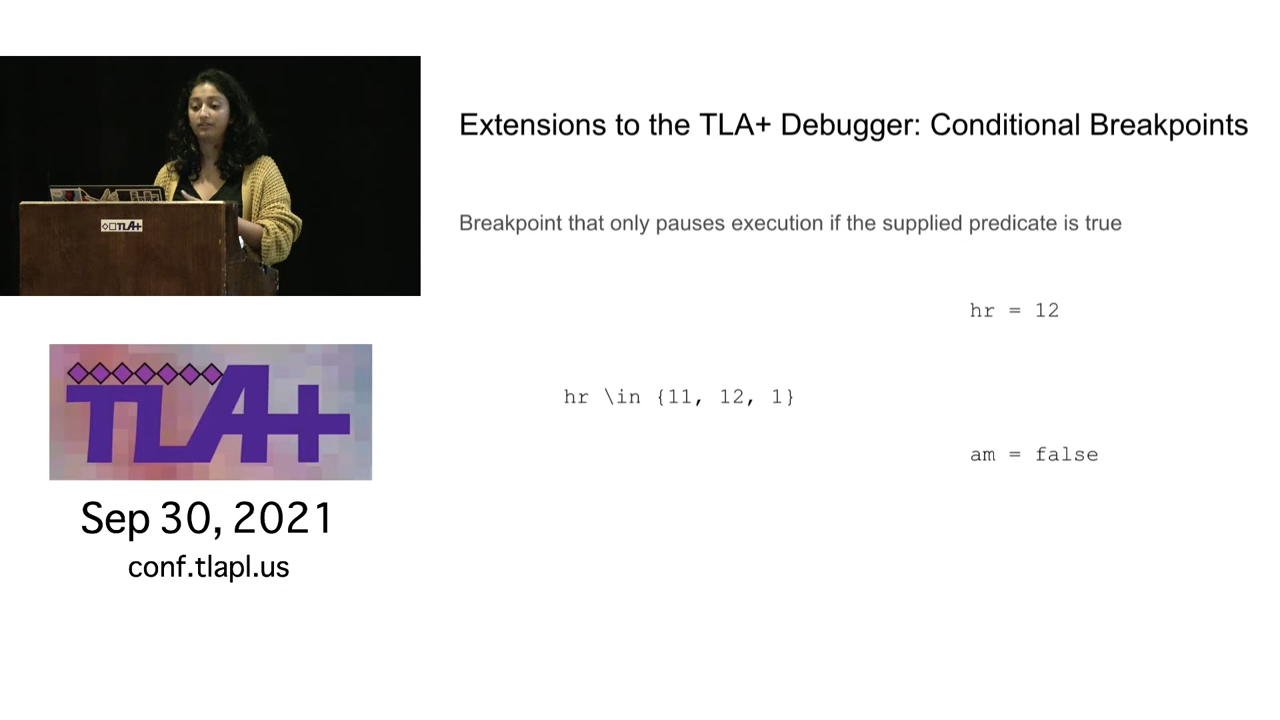 Extensions to the TLA+ Debugger: Conditional Breakpoints
Breakpoint that only pauses execution if the supplied predicate is true
hr = 12
hr \in {11, 12, 1}
am = false
◇□TLA+
TLA+
Sep 30, 2021
conf.tlapl.us